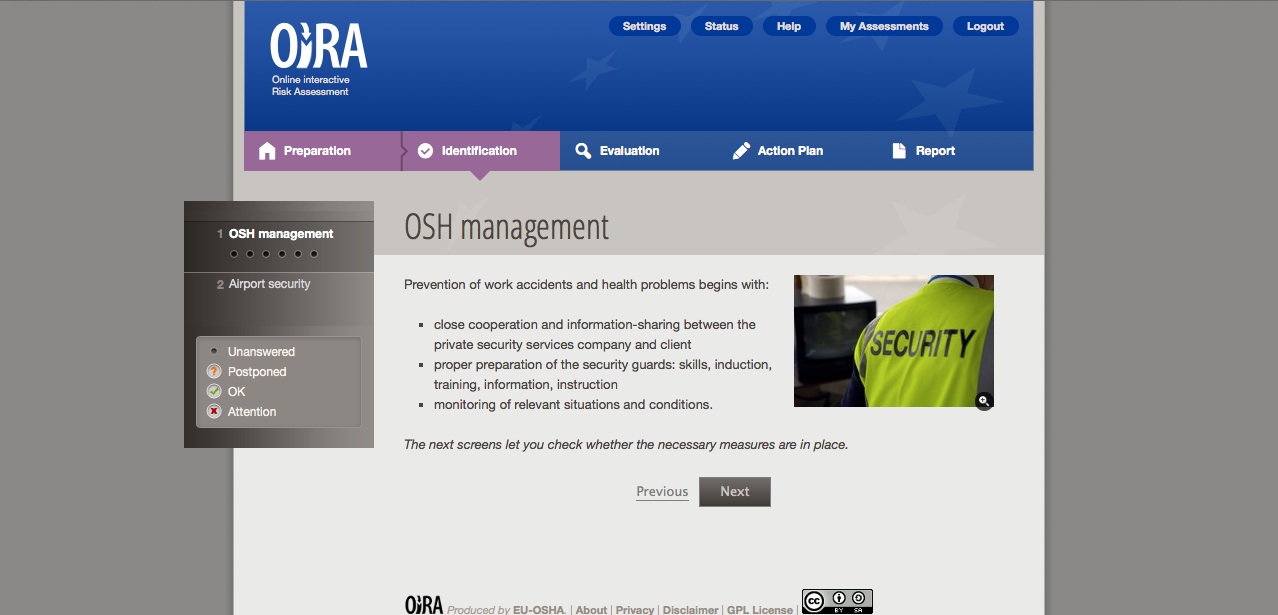 Settings
Status
Help
My Assessments
Logout
OiRA
Online interactive
Risk Assessment
Preparation
Identification
Evaluation
Action Plan
Report
1 OSH management
2 Airport security
Unanswered
? Postponed
OK
Attention
OSH management
Prevention of work accidents and health problems begins with:
close cooperation and information-sharing between the
private security services company and client
proper preparation of the security guards: skills, induction,
training, information, instruction
monitoring of relevant situations and conditions.
SECURITY
The next screens let you check whether the necessary measures are in place.
Previous
Next
OiRA Produced by EU-OSHA. | About | Privacy | Disclaimer | GPL License |
cc BY SA